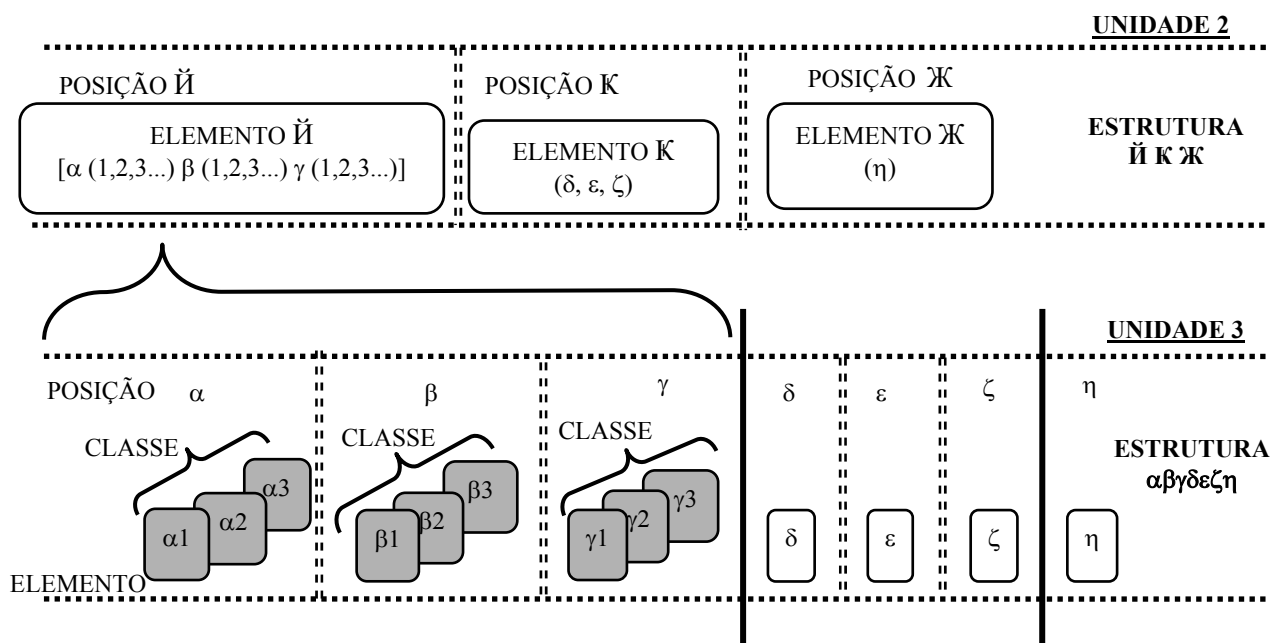 UNIDADE 2
POSIÇÃO Й
POSIÇÃO Ҟ
POSIÇÃO Ж
ELEMENTO Й
[α (1,2,3...) β (1,2,3...) γ (1,2,3...)]
ELEMENTO Ҟ
(δ, ε, ζ)
ELEMENTO Ж
(η)
ESTRUTURA
Й Ҟ Ж
UNIDADE 3
POSIÇÃO α β γ δ ε ζ η
CLASSE
CLASSE
CLASSE
α1 α2 α3
β1 β2 β3
γ1 γ2 γ3
δ
ε
ζ
η
ESTRUTURA
αβγδεζη
ELEMENTO